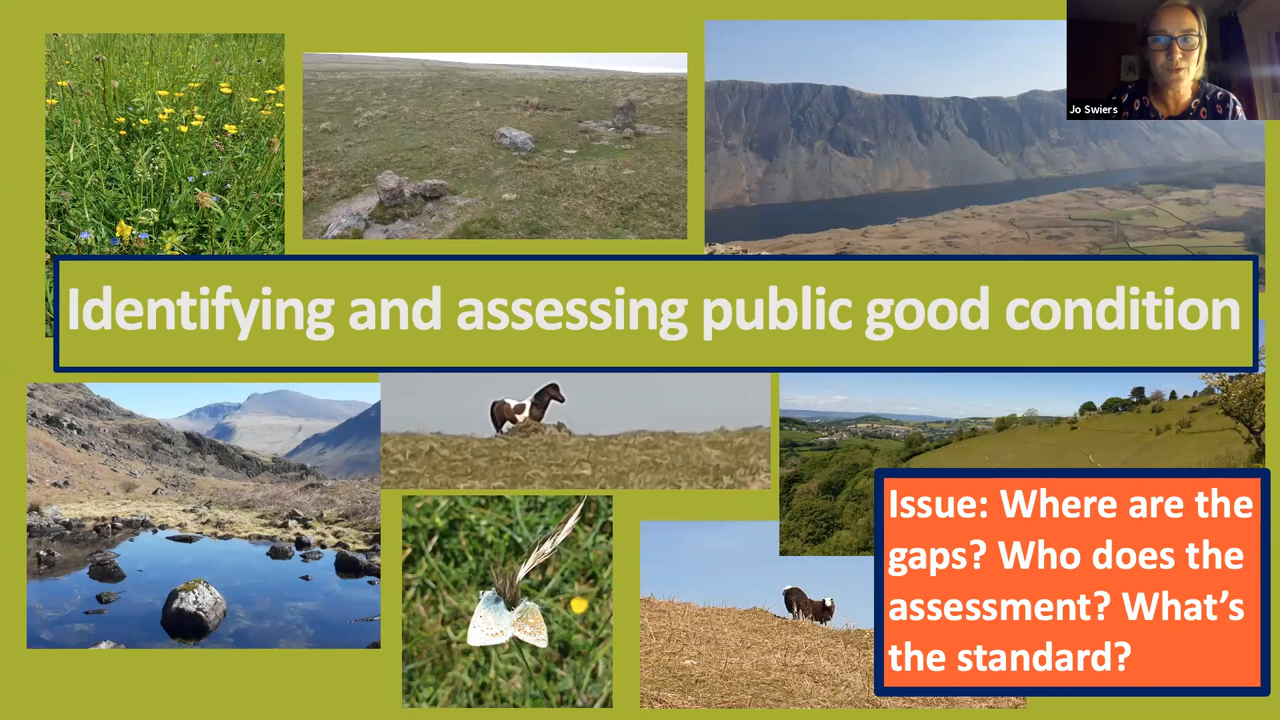 Jo Swiers
Identifying and assessing public good condition
Issue: Where are the
gaps? Who does the
assessment? What's
the standard?